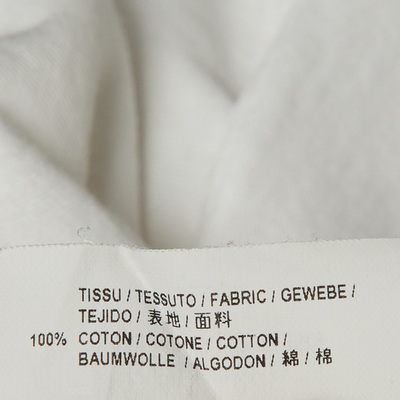 TISSU / TESSUTO / FABRIC / GEWEBE /
TEJIDO / 表地 / 面料
100% COTON / COTONE / COTTON /
BAUMWOLLE / ALGODON / 綿 / 棉